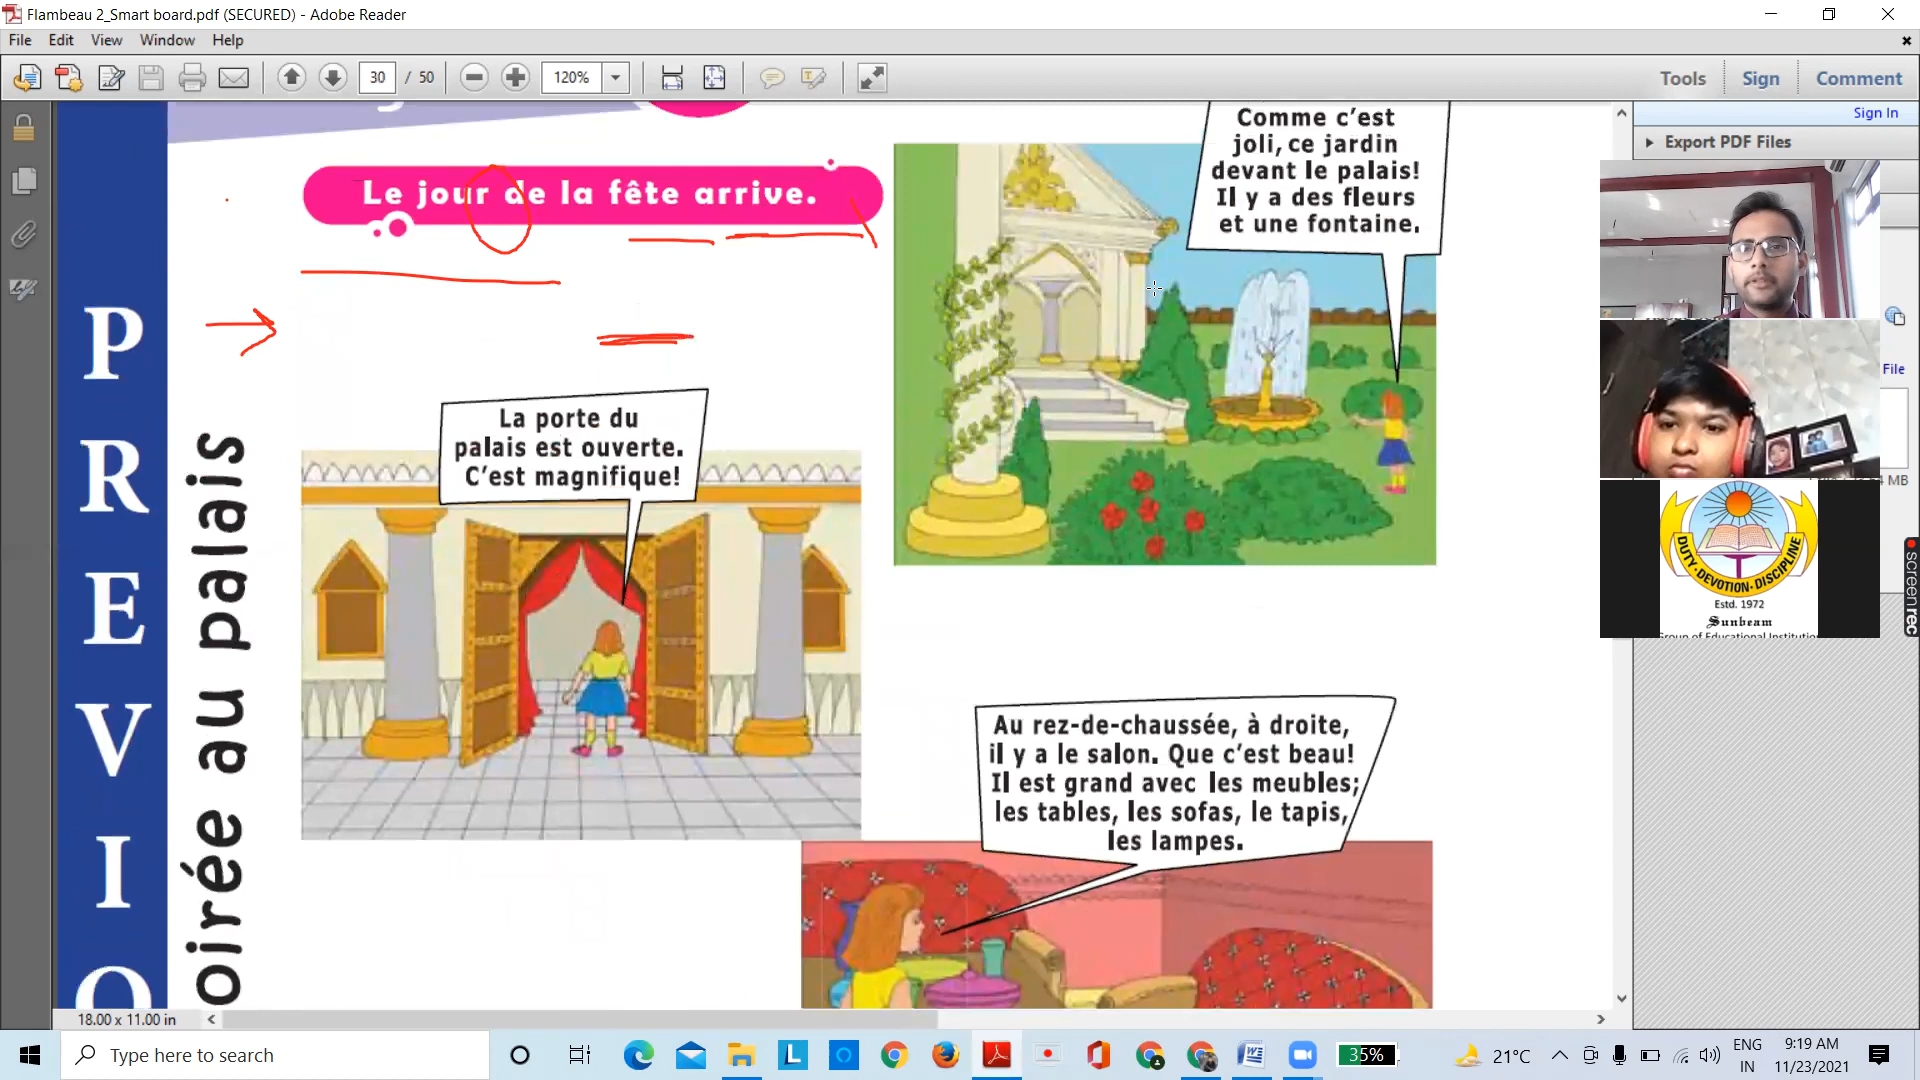 Flambeau 2_Smart board.pdf (SECURED) - Adobe Reader
File Edit View Window Help
30 / 50 120% Tools Sign Comment
Sign In
Export PDF Files
Le jour de la fête arrive.
Comme c'est
joli, ce jardin
devant le palais!
Il y a des fleurs
et une fontaine.
La porte du
palais est ouverte.
C'est magnifique!
Au rez-de-chaussée, à droite,
il y a le salon. Que c'est beau!
Il est grand avec les meubles;
les tables, les sofas, le tapis,
les lampes.
PREVIO
oirée au palais
File
MB
DUTY·DEVOTION·DISCIPLINE
Estd. 1972
Sunbeam
Group of Educational Institutio
screenrec
18.00 x 11.00 in
Type here to search
35%
21°C
ENG
IN
9:19 AM
11/23/2021